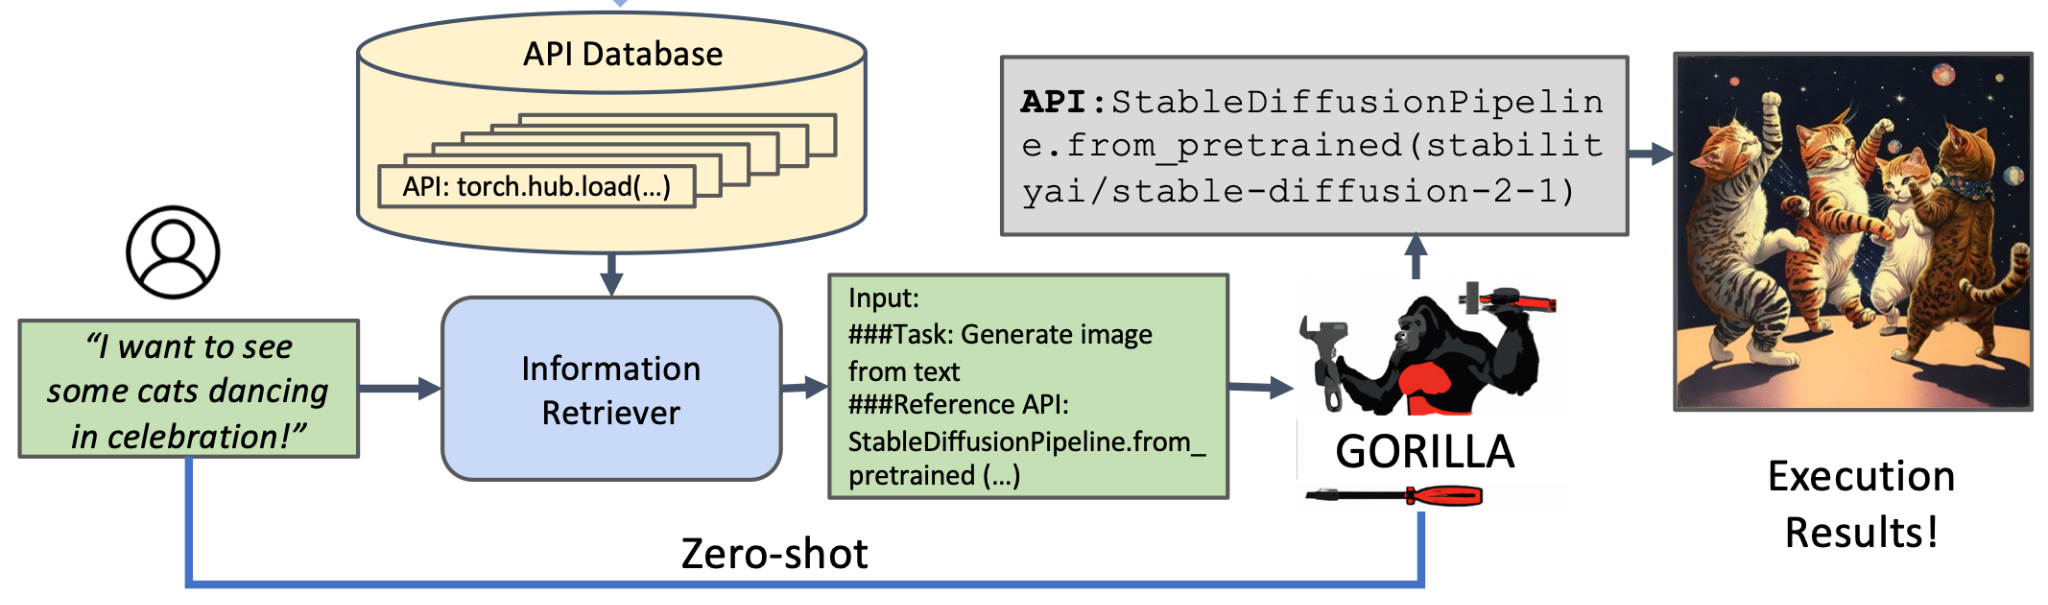 API Database
API: torch.hub.load(...)
“I want to see
some cats dancing
in celebration!”
Information
Retriever
Input:
###Task: Generate image
from text
###Reference API:
StableDiffusionPipeline.from_
pretrained (...)
GORILLA
API:StableDiffusionPipelin
e.from_pretrained(stabilit
yai/stable-diffusion-2-1)
Execution
Results!
Zero-shot